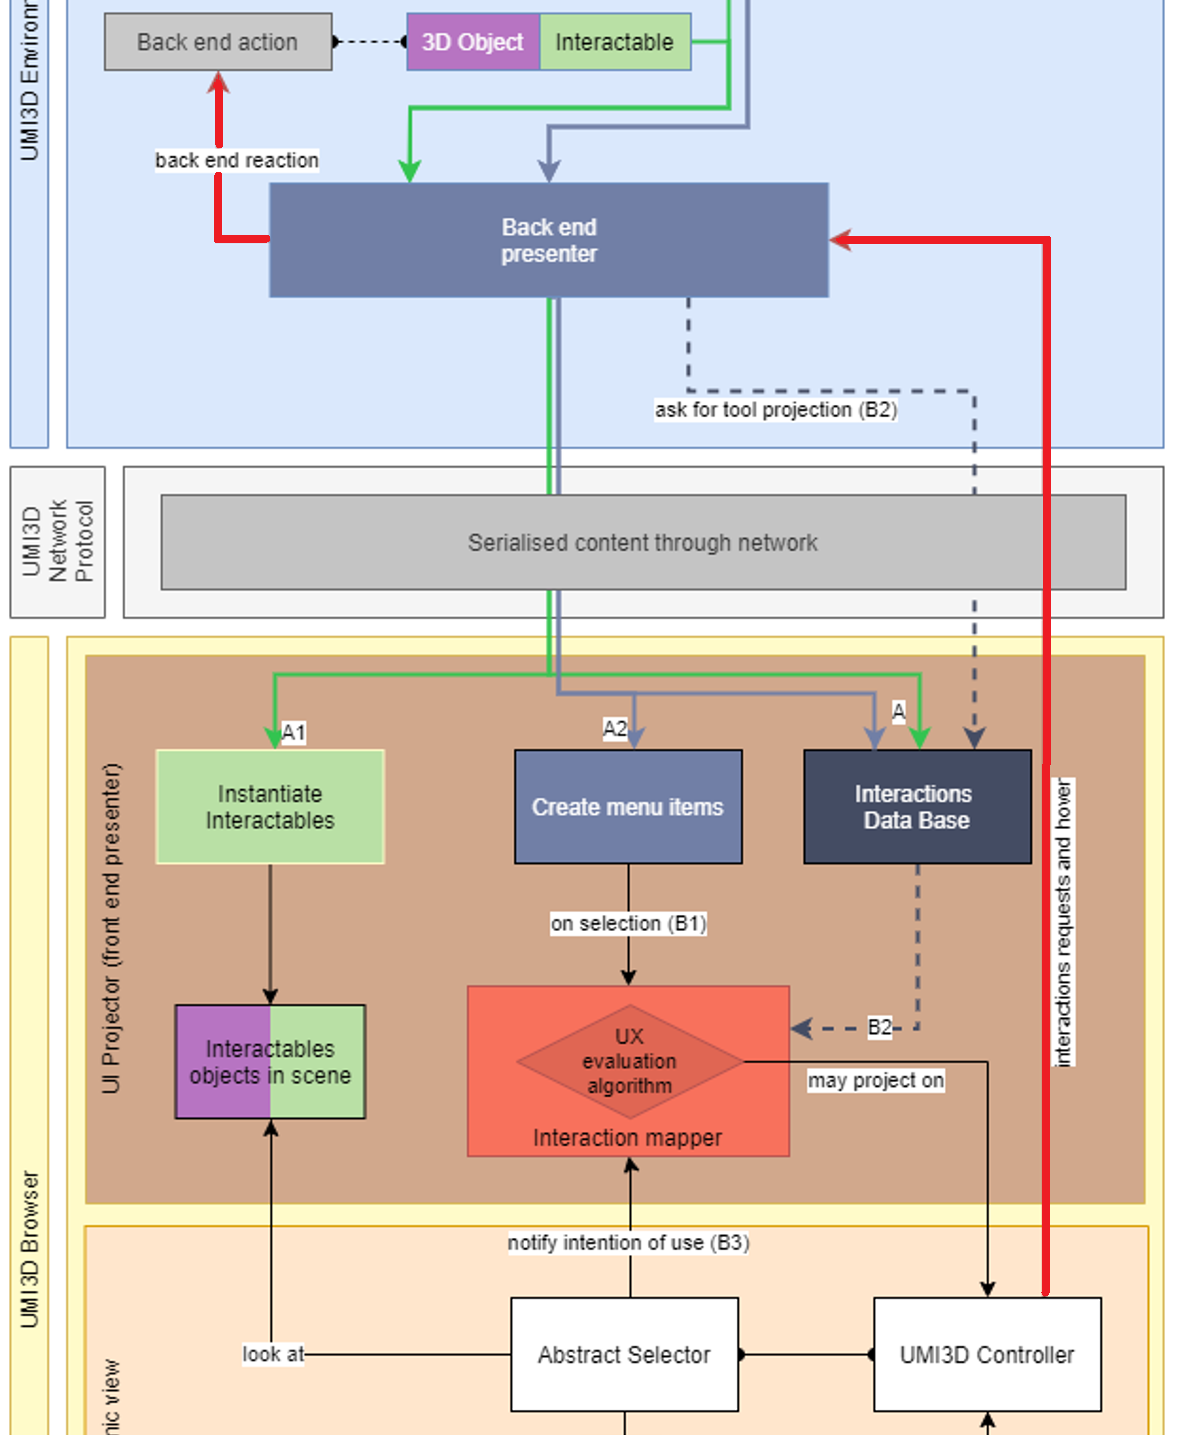 UMI3D Environr
Back end action
3D Object
Interactable
back end reaction
Back end
presenter
ask for tool projection (B2)
UMI3D
Network
Protocol
Serialised content through network
A1
A2
A
UI Projector (front end presenter)
Instantiate
Interactables
Create menu items
Interactions
Data Base
interactions requests and hover
on selection (B1)
Interactables
objects in scene
UX
evaluation
algorithm
Interaction mapper
B2
may project on
UMI3D Browser
notify intention of use (B3)
look at
Abstract Selector
UMI3D Controller
nic view